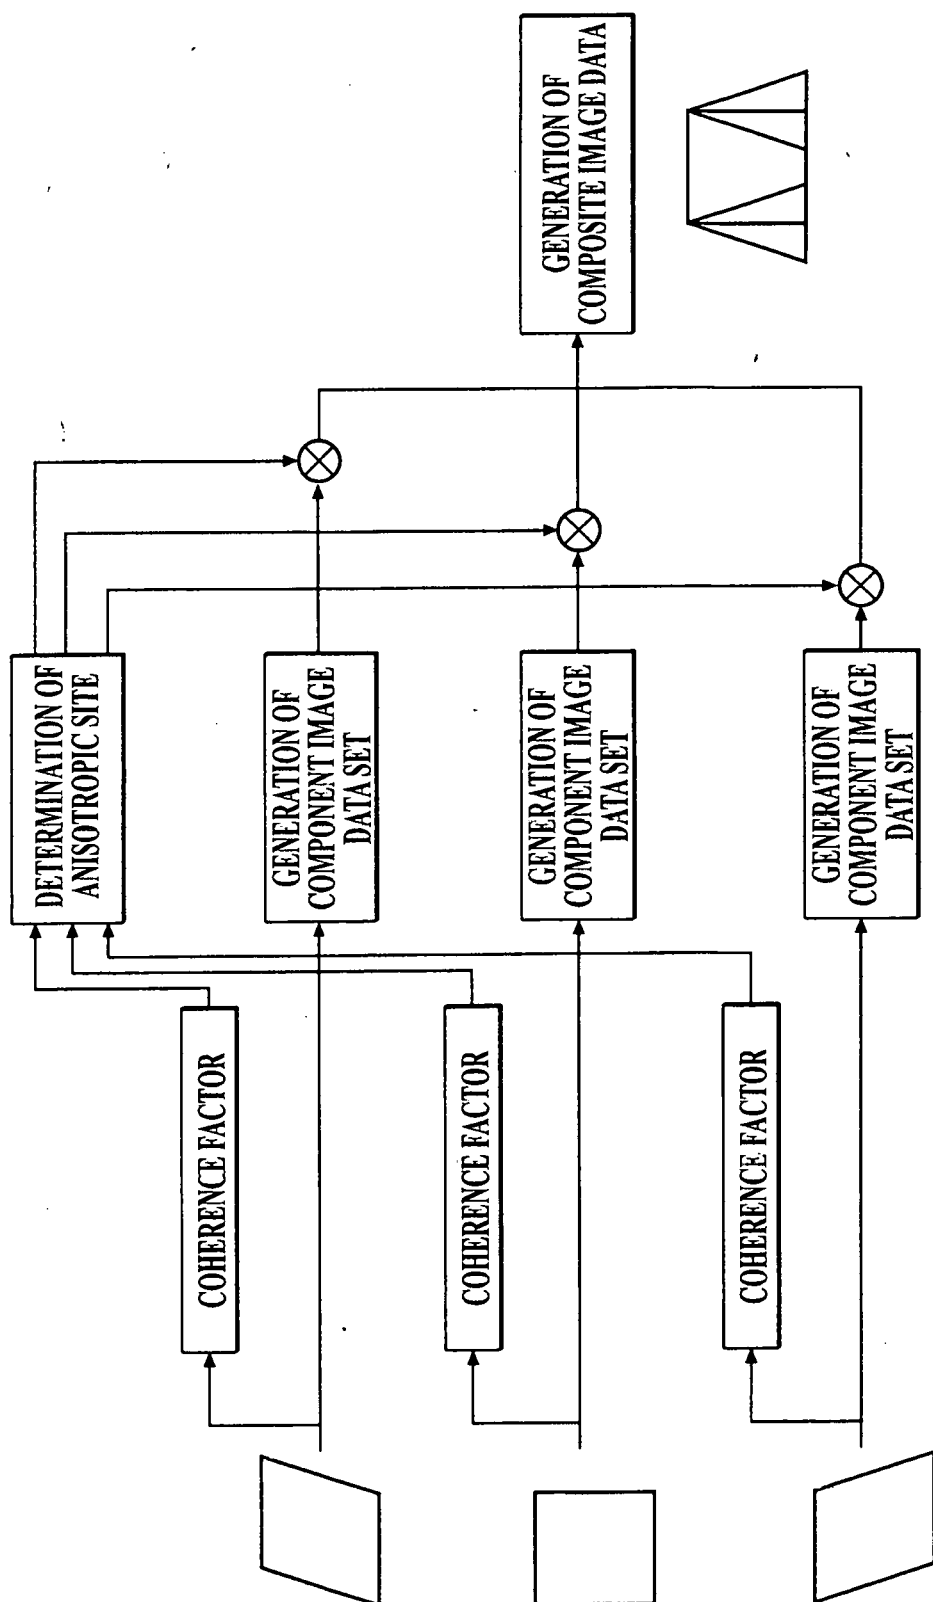 DETERMINATION OF
ANISOTROPIC SITE
COHERENCE FACTOR
GENERATION OF
COMPONENT IMAGE
DATA SET
COHERENCE FACTOR
GENERATION OF
COMPONENT IMAGE
DATA SET
COHERENCE FACTOR
GENERATION OF
COMPONENT IMAGE
DATA SET
GENERATION OF
COMPOSITE IMAGE DATA